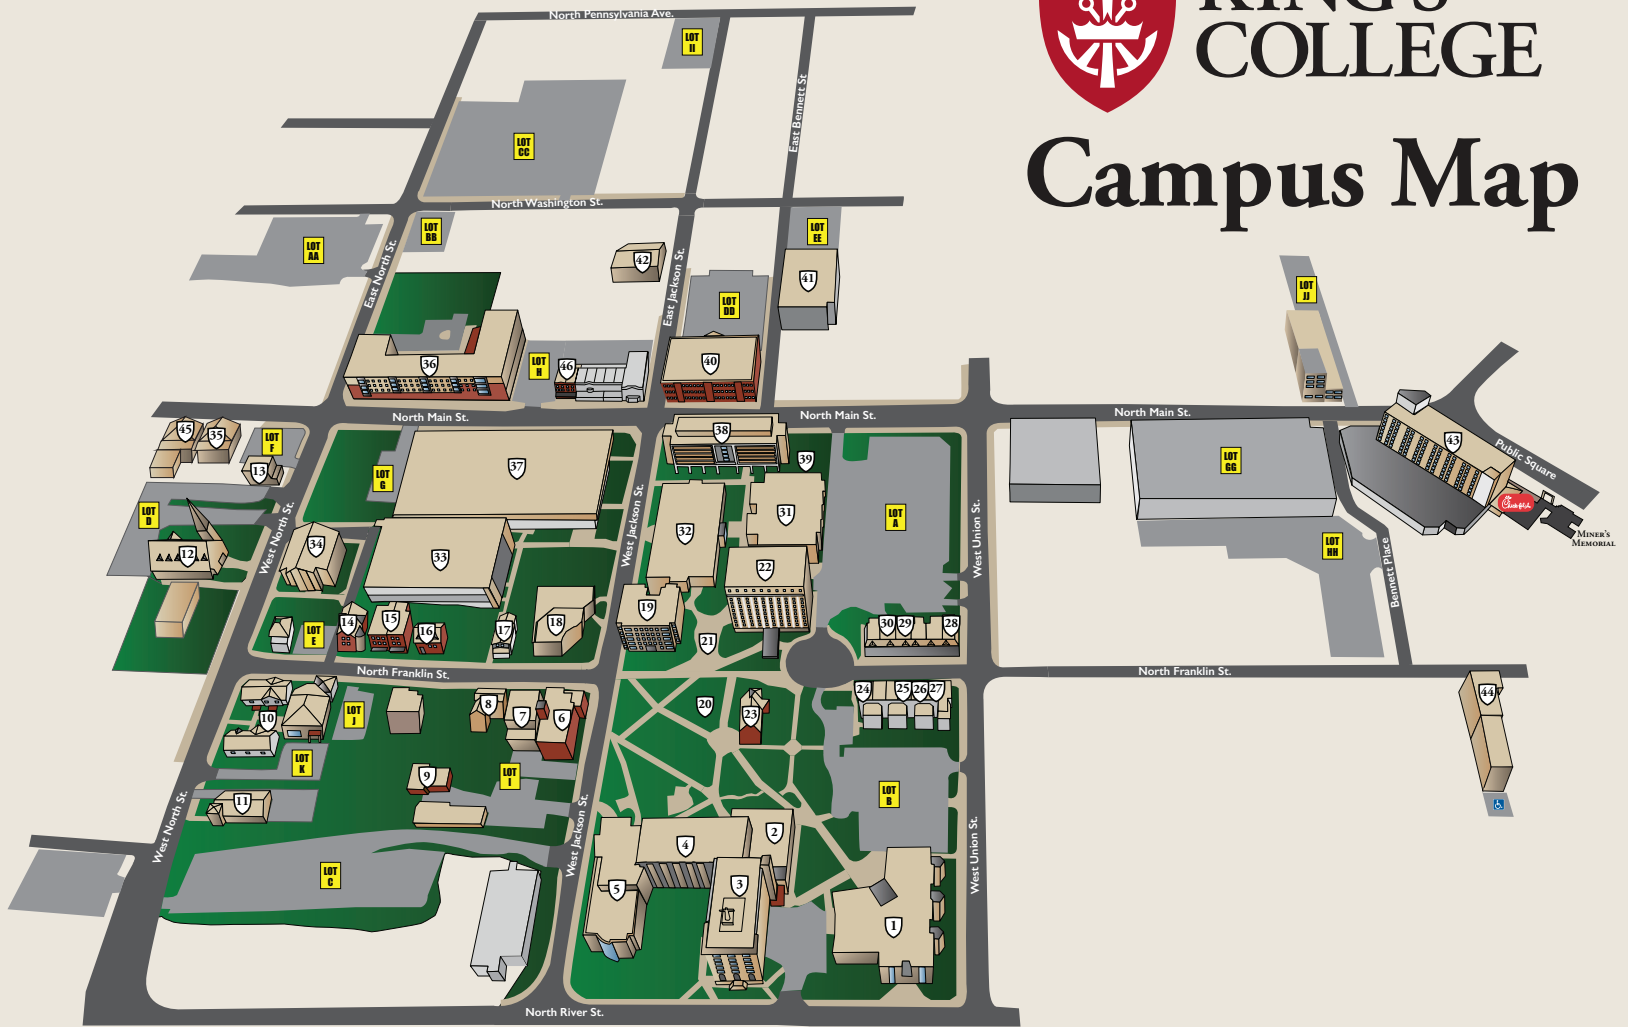 KING'S
COLLEGE
Campus Map
North Pennsylvania Ave.
LOT
II
East Bennett St
LOT
CC
North Washington St.
LOT
BB
LOT
AA
LOT
EE
East North St.
East Jackson St.
42
41
LOT
DD
LOT
JJ
36
LOT
H
46
40
North Main St.
North Main St.
North Main St.
45
35
LOT
F
13
38
39
43
Public Square
37
LOT
G
LOT
GG
LOT
D
West North St.
West Jackson St.
32
31
LOT
A
West Union St.
Chick-fil-A
MINER'S
MEMORIAL
12
34
33
22
LOT
HH
Bennett Place
14
15
16
17
18
19
21
LOT
E
30
29
28
North Franklin St.
North Franklin St.
10
LOT
J
8
7
6
20
23
24
25
26
27
44
LOT
K
9
LOT
I
11
LOT
B
West North St.
West Jackson St.
West Union St.
2
4
3
5
LOT
C
1
North River St.